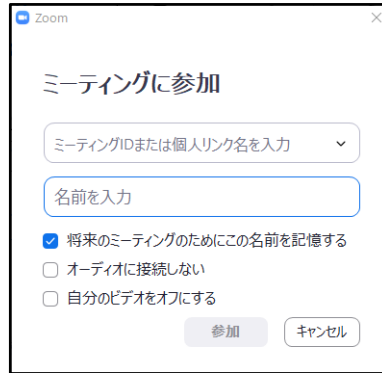 Zoom
ミーティングに参加
ミーティングIDまたは個人リンク名を入力
名前を入力
将来のミーティングのためにこの名前を記憶する
オーディオに接続しない
自分のビデオをオフにする
参加 キャンセル